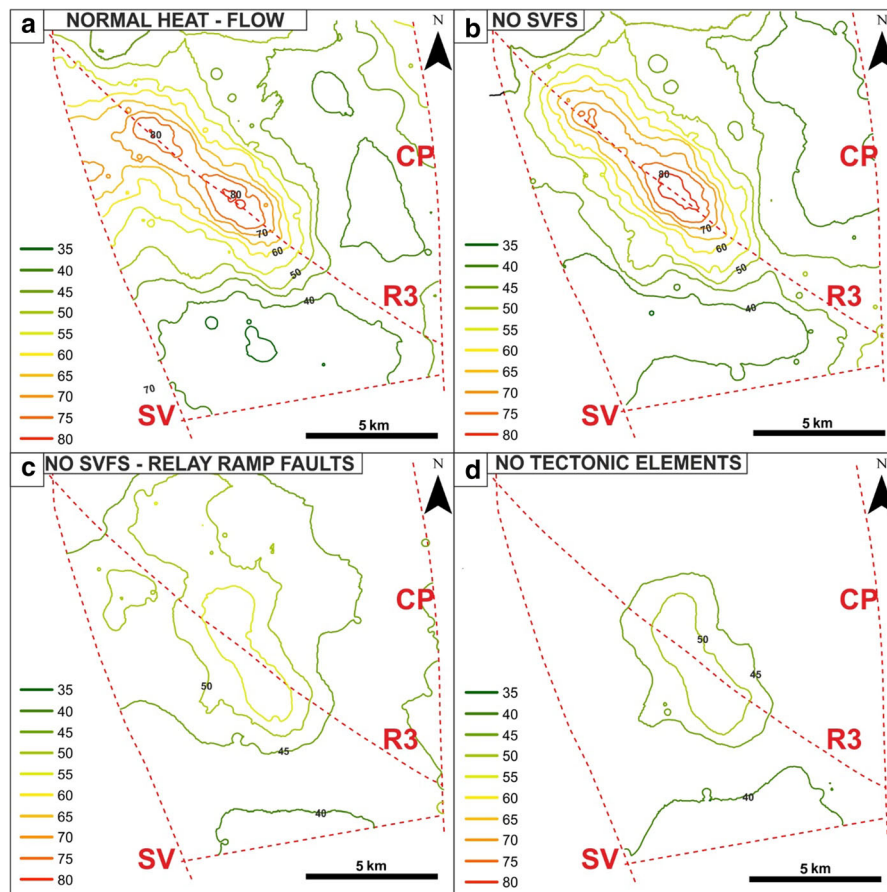 a NORMAL HEAT - FLOW N
80
80
CP
70
60
50
40
R3
35
40
45
50
55
60
65
70
75
80
70
SV
5 km
b NO SVFS N
80
CP
70
60
50
40
R3
35
40
45
50
55
60
65
70
75
80
SV
5 km
c NO SVFS - RELAY RAMP FAULTS N
CP
50
R3
45
35
40
45
50
55
60
65
70
75
80
40
SV
5 km
d NO TECTONIC ELEMENTS N
CP
50
45
R3
35
40
45
50
55
60
65
70
75
80
40
SV
5 km